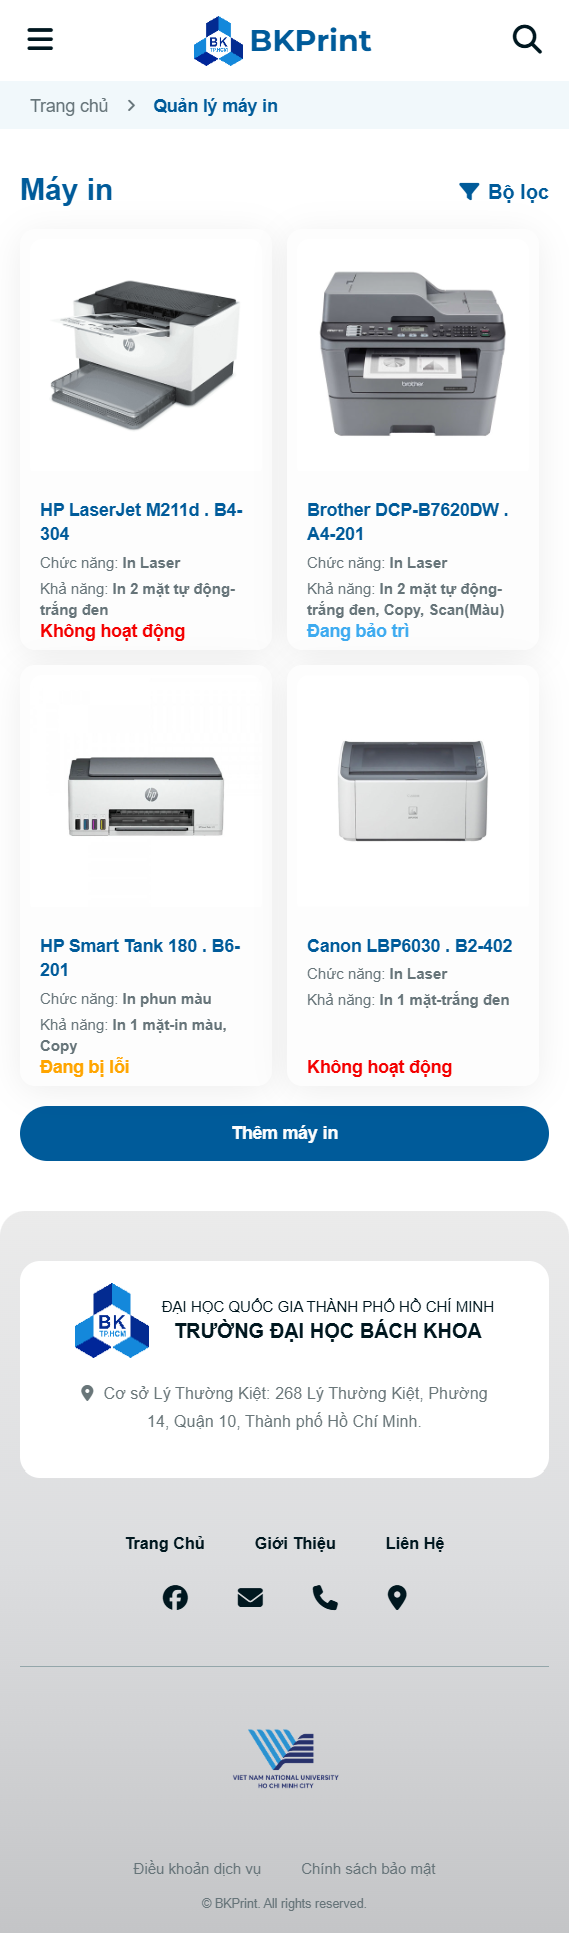 BK
TP.HCM
BKPrint
Trang chủ
Quản lý máy in
Máy in
Bộ lọc
hp
brother
HP LaserJet M211d . B4-
304
Chức năng: In Laser
Khả năng: In 2 mặt tự động-
trắng đen
Không hoạt động
Brother DCP-B7620DW .
A4-201
Chức năng: In Laser
Khả năng: In 2 mặt tự động-
trắng đen, Copy, Scan(Màu)
Đang bảo trì
hp
HP Smart Tank 180 . B6-
201
Chức năng: In phun màu
Khả năng: In 1 mặt-in màu,
Copy
Đang bị lỗi
Canon LBP6030 . B2-402
Chức năng: In Laser
Khả năng: In 1 mặt-trắng đen
Không hoạt động
Thêm máy in
BK
TP.HCM
ĐẠI HỌC QUỐC GIA THÀNH PHỐ HỒ CHÍ MINH
TRƯỜNG ĐẠI HỌC BÁCH KHOA
Cơ sở Lý Thường Kiệt: 268 Lý Thường Kiệt, Phường
14, Quận 10, Thành phố Hồ Chí Minh.
Trang Chủ
Giới Thiệu
Liên Hệ
VIET NAM NATIONAL UNIVERSITY
HO CHI MINH CITY
Điều khoản dịch vụ
Chính sách bảo mật
© BKPrint. All rights reserved.